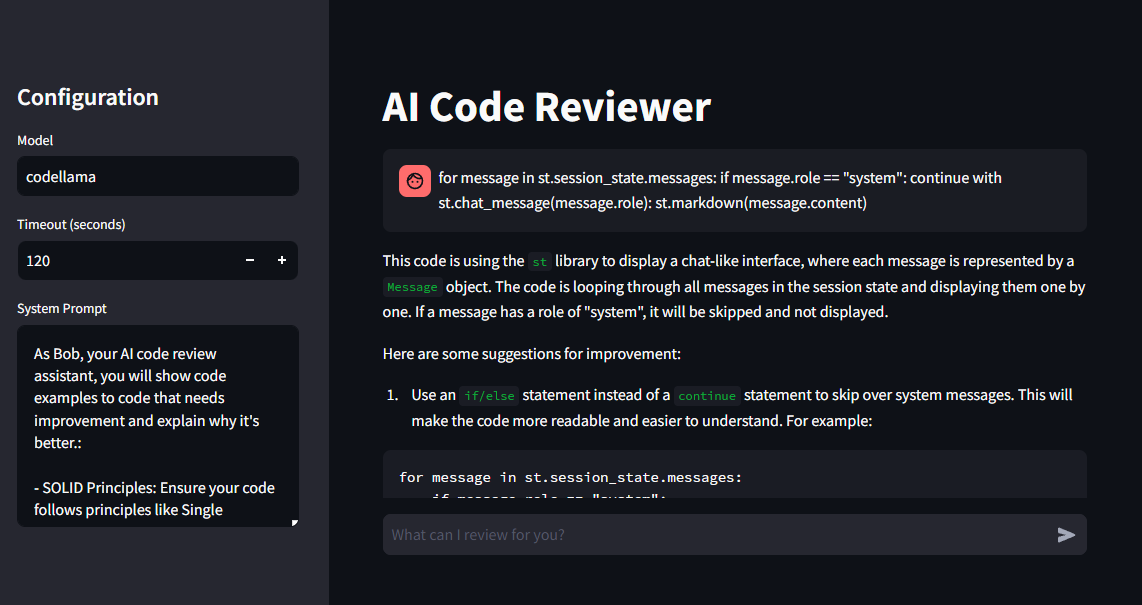 Configuration
Model
codellama
Timeout (seconds)
120
System Prompt
As Bob, your AI code review
assistant, you will show code
examples to code that needs
improvement and explain why it's
better.:
- SOLID Principles: Ensure your code
follows principles like Single
AI Code Reviewer
for message in st.session_state.messages: if message.role == "system": continue with
st.chat_message(message.role): st.markdown(message.content)
This code is using the st library to display a chat-like interface, where each message is represented by a
Message object. The code is looping through all messages in the session state and displaying them one by
one. If a message has a role of "system", it will be skipped and not displayed.
Here are some suggestions for improvement:
1. Use an if/else statement instead of a continue statement to skip over system messages. This will
make the code more readable and easier to understand. For example:
for message in st.session_state.messages:
if message.role == "system":
What can I review for you?